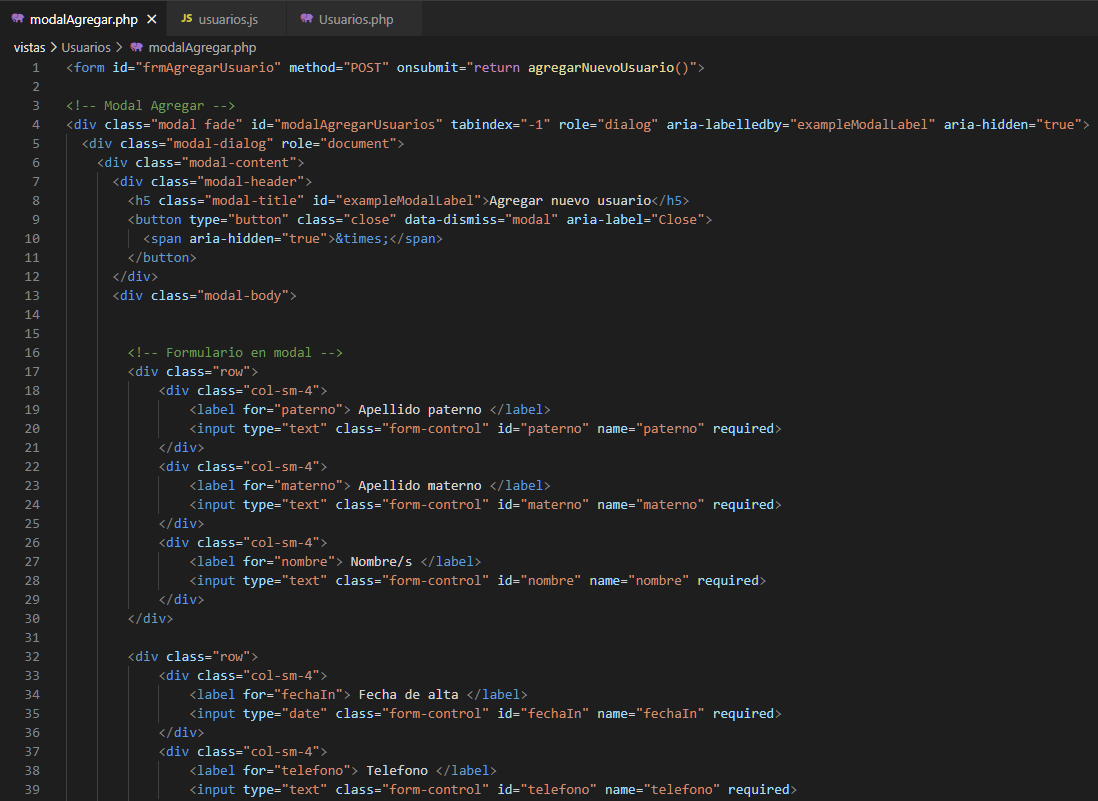 modalAgregar.php ×
JS usuarios.js
Usuarios.php
vistas > Usuarios > modalAgregar.php
1 <form id="frmAgregarUsuario" method="POST" onsubmit="return agregarNuevoUsuario()">
2
3 <!-- Modal Agregar -->
4 <div class="modal fade" id="modalAgregarUsuarios" tabindex="-1" role="dialog" aria-labelledby="exampleModalLabel" aria-hidden="true">
5 <div class="modal-dialog" role="document">
6 <div class="modal-content">
7 <div class="modal-header">
8 <h5 class="modal-title" id="exampleModalLabel">Agregar nuevo usuario</h5>
9 <button type="button" class="close" data-dismiss="modal" aria-label="Close">
10 <span aria-hidden="true">&times;</span>
11 </button>
12 </div>
13 <div class="modal-body">
14
15
16 <!-- Formulario en modal -->
17 <div class="row">
18 <div class="col-sm-4">
19 <label for="paterno"> Apellido paterno </label>
20 <input type="text" class="form-control" id="paterno" name="paterno" required>
21 </div>
22 <div class="col-sm-4">
23 <label for="materno"> Apellido materno </label>
24 <input type="text" class="form-control" id="materno" name="materno" required>
25 </div>
26 <div class="col-sm-4">
27 <label for="nombre"> Nombre/s </label>
28 <input type="text" class="form-control" id="nombre" name="nombre" required>
29 </div>
30 </div>
31
32 <div class="row">
33 <div class="col-sm-4">
34 <label for="fechaIn"> Fecha de alta </label>
35 <input type="date" class="form-control" id="fechaIn" name="fechaIn" required>
36 </div>
37 <div class="col-sm-4">
38 <label for="telefono"> Telefono </label>
39 <input type="text" class="form-control" id="telefono" name="telefono" required>